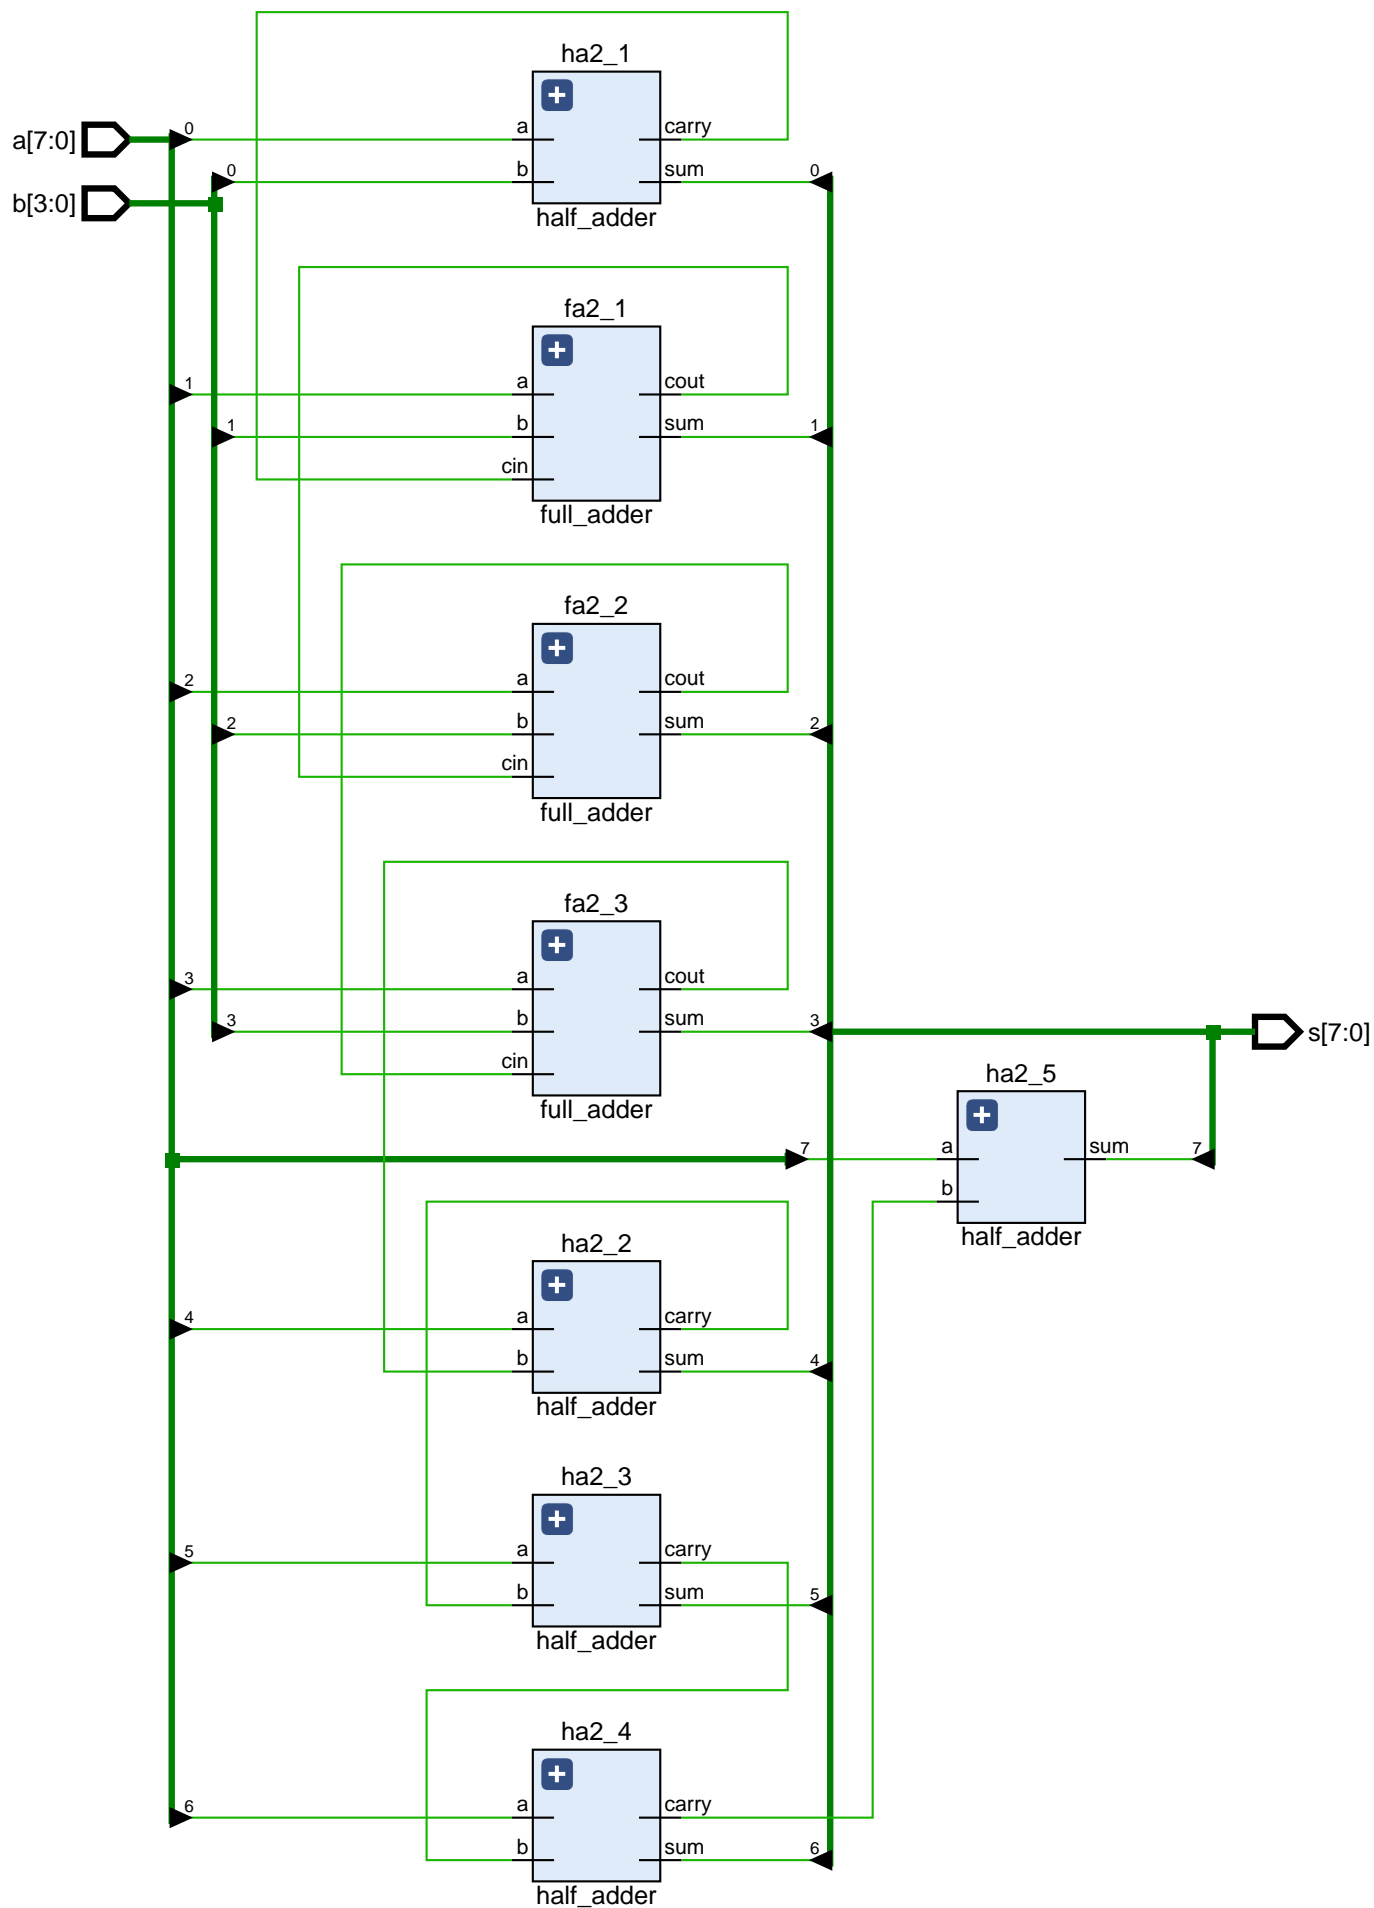 ha2_1
a[7:0]
0
a
carry
b[3:0]
0
b
sum
0
half_adder
fa2_1
1
a
cout
1
b
sum
1
cin
full_adder
fa2_2
2
a
cout
2
b
sum
2
cin
full_adder
fa2_3
3
a
cout
3
b
sum
3
s[7:0]
cin
full_adder
ha2_5
7
a
sum
7
b
half_adder
ha2_2
4
a
carry
b
sum
4
half_adder
ha2_3
5
a
carry
b
sum
5
half_adder
ha2_4
6
a
carry
b
sum
6
half_adder